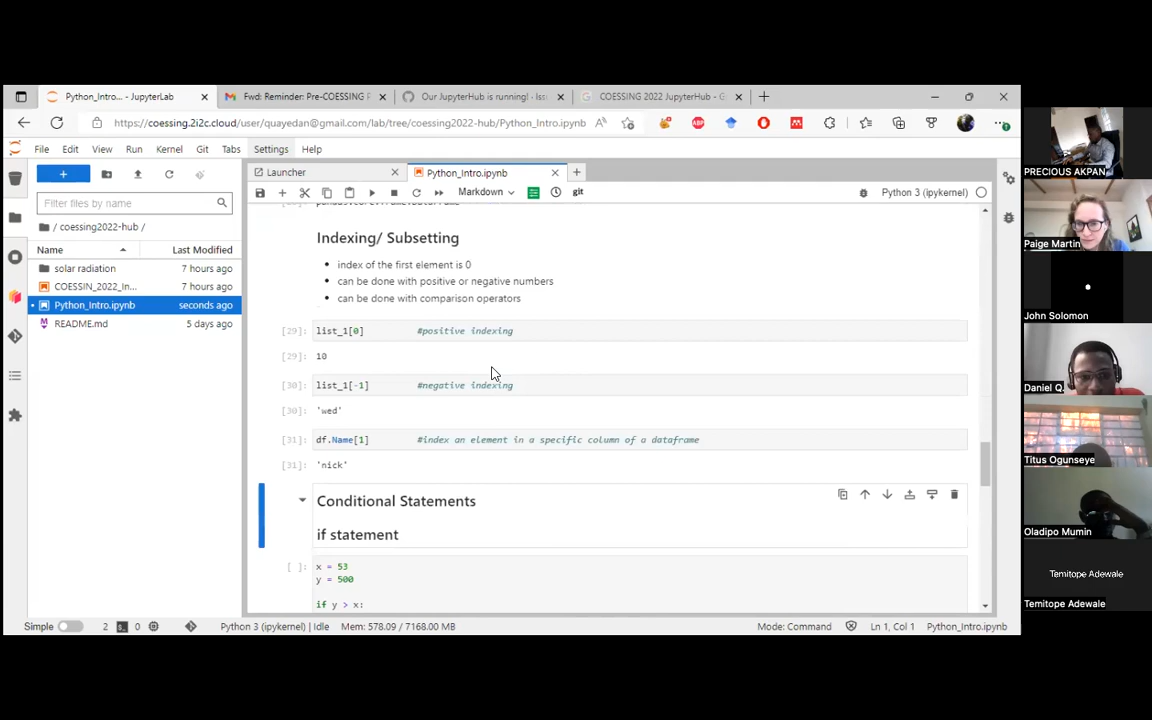 Python_Intro... - JupyterLab
Fwd: Reminder: Pre-COESSING P
Our JupyterHub is running! - Iss
COESSING 2022 JupyterHub - G
https://coessing.2i2c.cloud/user/quayedan@gmail.com/lab/tree/coessing2022-hub/Python_Intro.ipynb
File Edit View Run Kernel Git Tabs Settings Help
Launcher
Python_Intro.ipynb
Markdown
git
Python 3 (ipykernel)
Filter files by name
/ coessing2022-hub /
Name Last Modified
solar radiation 7 hours ago
COESSIN_2022_In... 7 hours ago
Python_Intro.ipynb seconds ago
README.md 5 days ago
Indexing/ Subsetting
index of the first element is 0
can be done with positive or negative numbers
can be done with comparison operators
[29]: list_1[0] #positive indexing
[29]: 10
[30]: list_1[-1] #negative indexing
[30]: 'wed'
[31]: df.Name[1] #index an element in a specific column of a dataframe
[31]: 'nick'
Conditional Statements
if statement
[ ]: x = 53
y = 500
if y > x:
Simple 2 0 Python 3 (ipykernel) | Idle Mem: 578.09 / 7168.00 MB Mode: Command Ln 1, Col 1 Python_Intro.ipynb
PRECIOUS AKPAN
Paige Martin
John Solomon
Daniel Q.
Titus Ogunseye
Oladipo Mumin
Temitope Adewale
Temitope Adewale